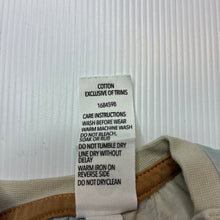 COTTON
EXCLUSIVE OF TRIMS
1684598
CARE INSTRUCTIONS
WASH BEFORE WEAR
WARM MACHINE WASH
DO NOT BLEACH,
SOAK OR RUB
DO NOT TUMBLE DRY
LINE DRY WITHOUT
DELAY
WARM IRON ON
REVERSE SIDE
DO NOT DRYCLEAN